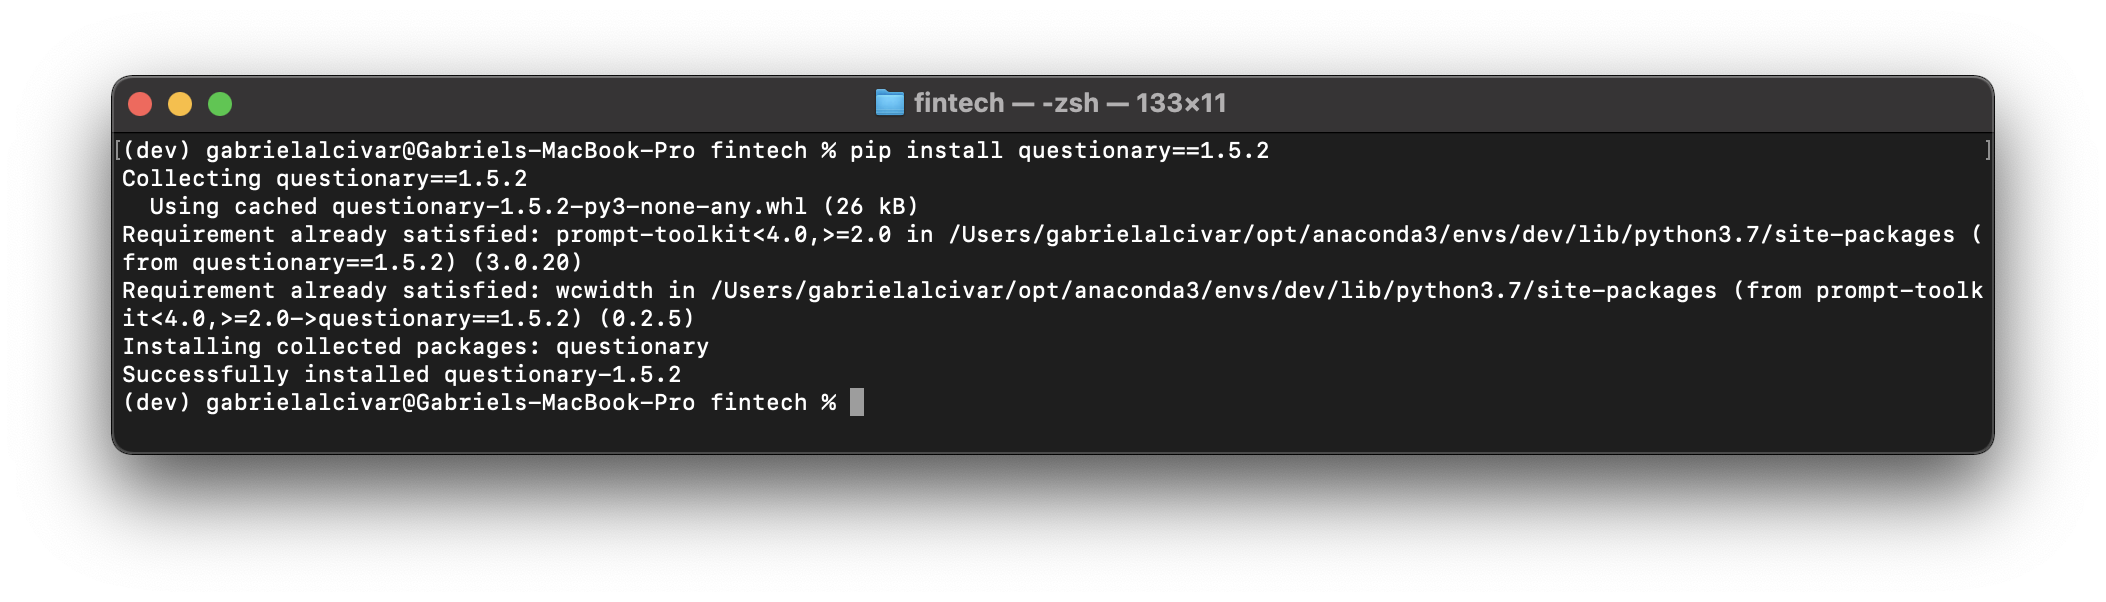 fintech — -zsh — 133×11
[(dev) gabrielalcivar@Gabriels-MacBook-Pro fintech % pip install questionary==1.5.2 ]
Collecting questionary==1.5.2
  Using cached questionary-1.5.2-py3-none-any.whl (26 kB)
Requirement already satisfied: prompt-toolkit<4.0,>=2.0 in /Users/gabrielalcivar/opt/anaconda3/envs/dev/lib/python3.7/site-packages (
from questionary==1.5.2) (3.0.20)
Requirement already satisfied: wcwidth in /Users/gabrielalcivar/opt/anaconda3/envs/dev/lib/python3.7/site-packages (from prompt-toolk
it<4.0,>=2.0->questionary==1.5.2) (0.2.5)
Installing collected packages: questionary
Successfully installed questionary-1.5.2
(dev) gabrielalcivar@Gabriels-MacBook-Pro fintech %